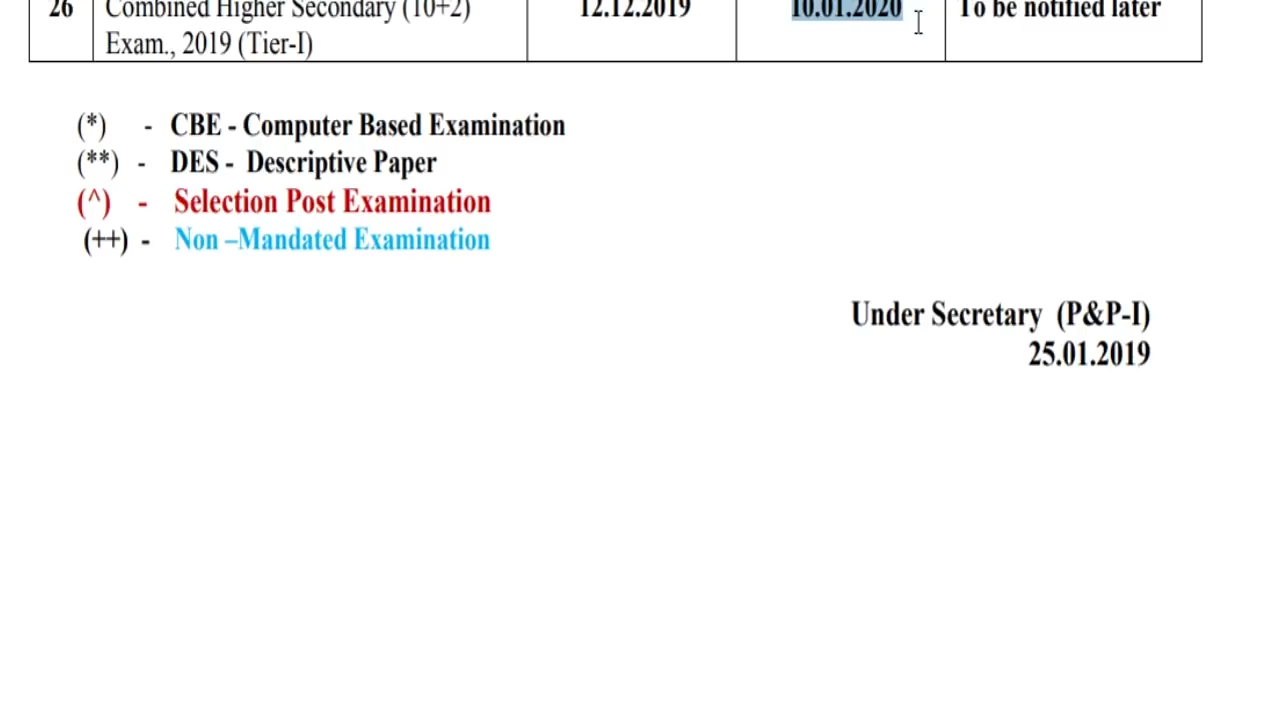 26 Combined Higher Secondary (10+2) 12.12.2019 10.01.2020 To be notified later
Exam., 2019 (Tier-I)
(*) - CBE - Computer Based Examination
(**) - DES - Descriptive Paper
(^) - Selection Post Examination
(++) - Non –Mandated Examination
Under Secretary (P&P-I)
25.01.2019